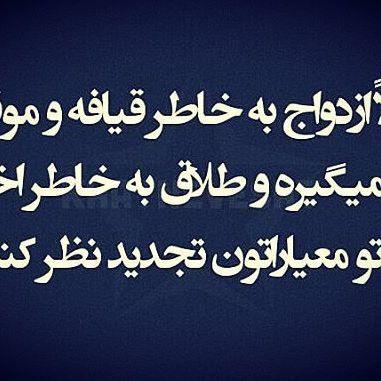 ازدواج به خاطر قیافه و
میگیره و طلاق به خاطر
تو معیاراتون تجدید نظر